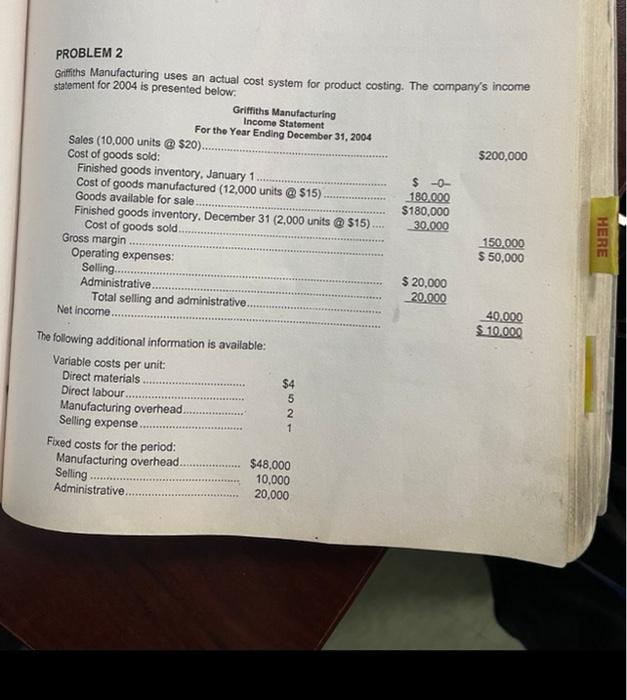 PROBLEM 2
Griffiths Manufacturing uses an actual cost system for product costing. The company's income
statement for 2004 is presented below:
Griffiths Manufacturing
Income Statement
For the Year Ending December 31, 2004
Sales (10,000 units @ $20)........ $200,000
Cost of goods sold:
Finished goods inventory, January 1........ $ -0-
Cost of goods manufactured (12,000 units @ $15)........ 180,000
Goods available for sale........ $180,000
Finished goods inventory, December 31 (2,000 units @ $15).... 30,000
Cost of goods sold........ 150,000
Gross margin........ $ 50,000
Operating expenses:
Selling........ $ 20,000
Administrative........ 20,000
Total selling and administrative........ 40,000
Net income........ $ 10,000
The following additional information is available:
Variable costs per unit:
Direct materials........ $4
Direct labour........ 5
Manufacturing overhead........ 2
Selling expense........ 1
Fixed costs for the period:
Manufacturing overhead........ $48,000
Selling........ 10,000
Administrative........ 20,000
HERE